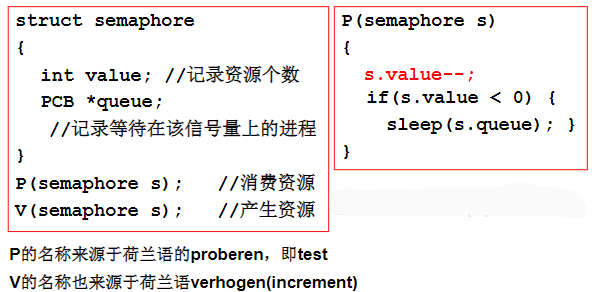 struct semaphore
{
int value; //记录资源个数
PCB *queue;
//记录等待在该信号量上的进程
}
P(semaphore s); //消费资源
V(semaphore s); //产生资源
P(semaphore s)
{
s.value--;
if(s.value < 0) {
sleep(s.queue); }
}
P的名称来源于荷兰语的proberen，即test
V的名称也来源于荷兰语verhogen(increment)